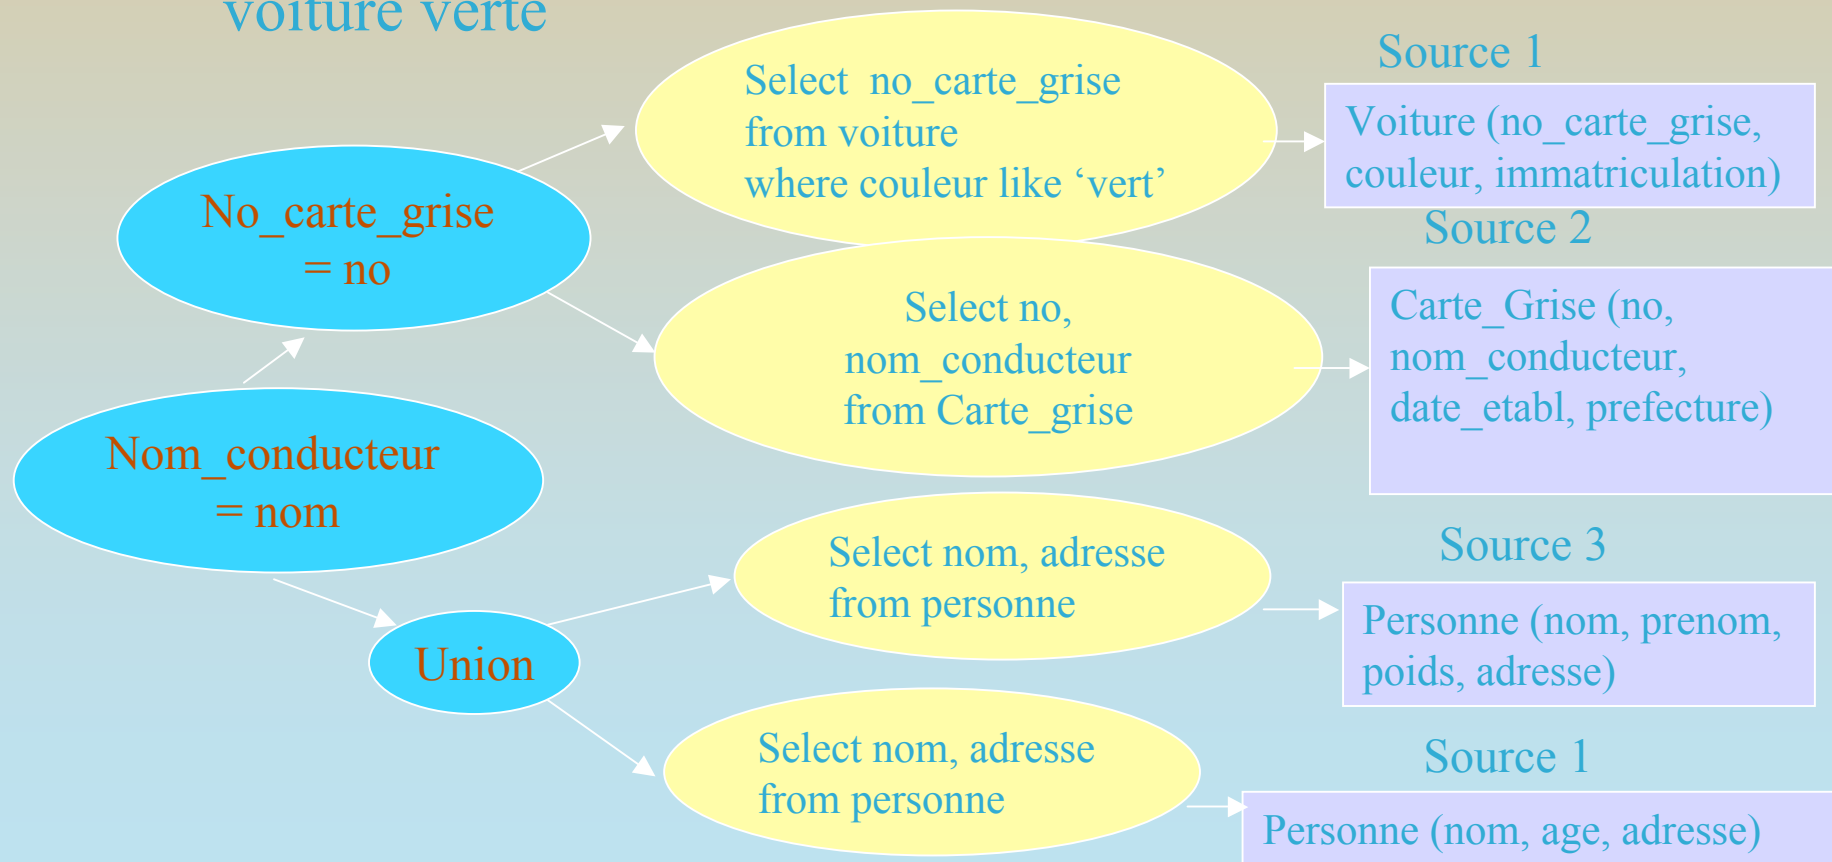 voiture verte
No_carte_grise
= no
Nom_conducteur
= nom
Union
Select no_carte_grise
from voiture
where couleur like ‘vert’
Select no,
nom_conducteur
from Carte_grise
Select nom, adresse
from personne
Select nom, adresse
from personne
Source 1
Voiture (no_carte_grise,
couleur, immatriculation)
Source 2
Carte_Grise (no,
nom_conducteur,
date_etabl, prefecture)
Source 3
Personne (nom, prenom,
poids, adresse)
Source 1
Personne (nom, age, adresse)